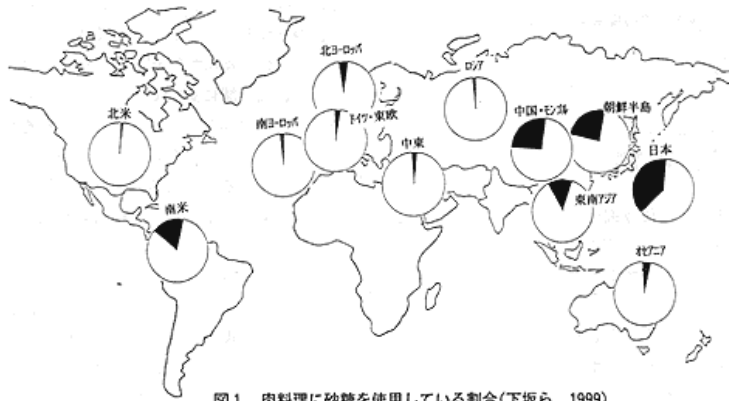 北ヨーロッパ
ロシア
中国・モンゴル
朝鮮半島
北米
南ヨーロッパ
ドイツ・東欧
中東
日本
東南アジア
南米
オセアニア
図1 肉料理に砂糖を使用している割合(下坂ら、1999)